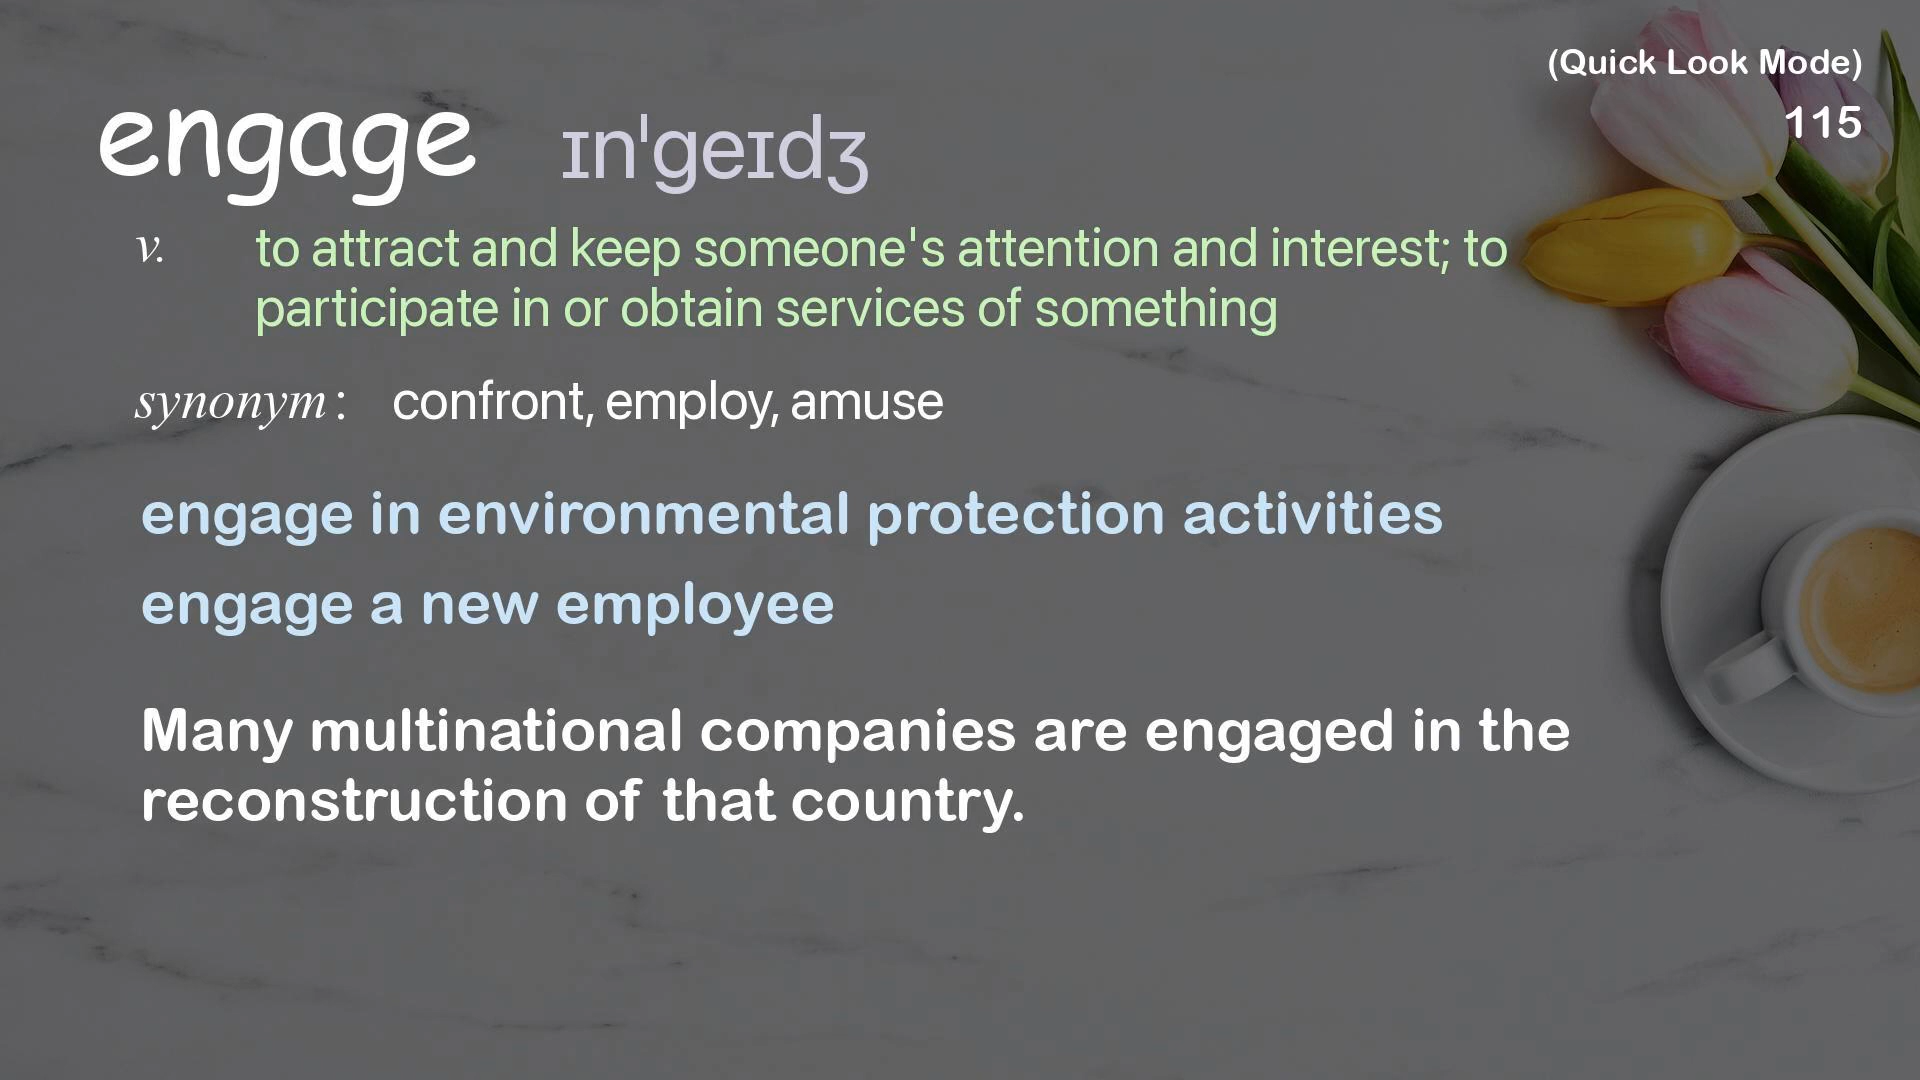 (Quick Look Mode)
115
engage ɪnˈgeɪdʒ
v. to attract and keep someone's attention and interest; to
participate in or obtain services of something
synonym : confront, employ, amuse
engage in environmental protection activities
engage a new employee
Many multinational companies are engaged in the
reconstruction of that country.